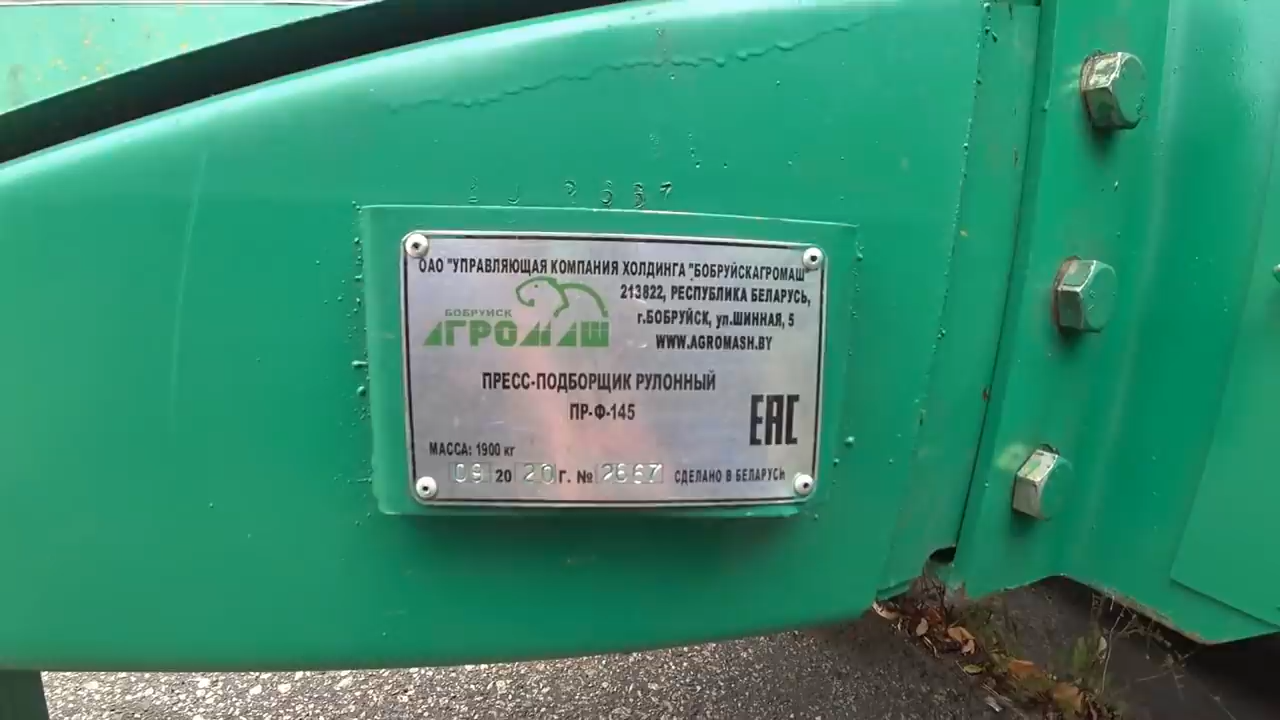 ОАО "УПРАВЛЯЮЩАЯ КОМПАНИЯ ХОЛДИНГА "БОБРУЙСКАГРОМАШ"
213822, РЕСПУБЛИКА БЕЛАРУСЬ,
г.БОБРУЙСК, ул.ШИННАЯ, 5
WWW.AGROMASH.BY
БОБРУЙСК
АГРОМАШ
ПРЕСС-ПОДБОРЩИК РУЛОННЫЙ
ПР-Ф-145
ЕАС
МАССА: 1900 кг
09 20 20 г. № 2667 СДЕЛАНО В БЕЛАРУСИ